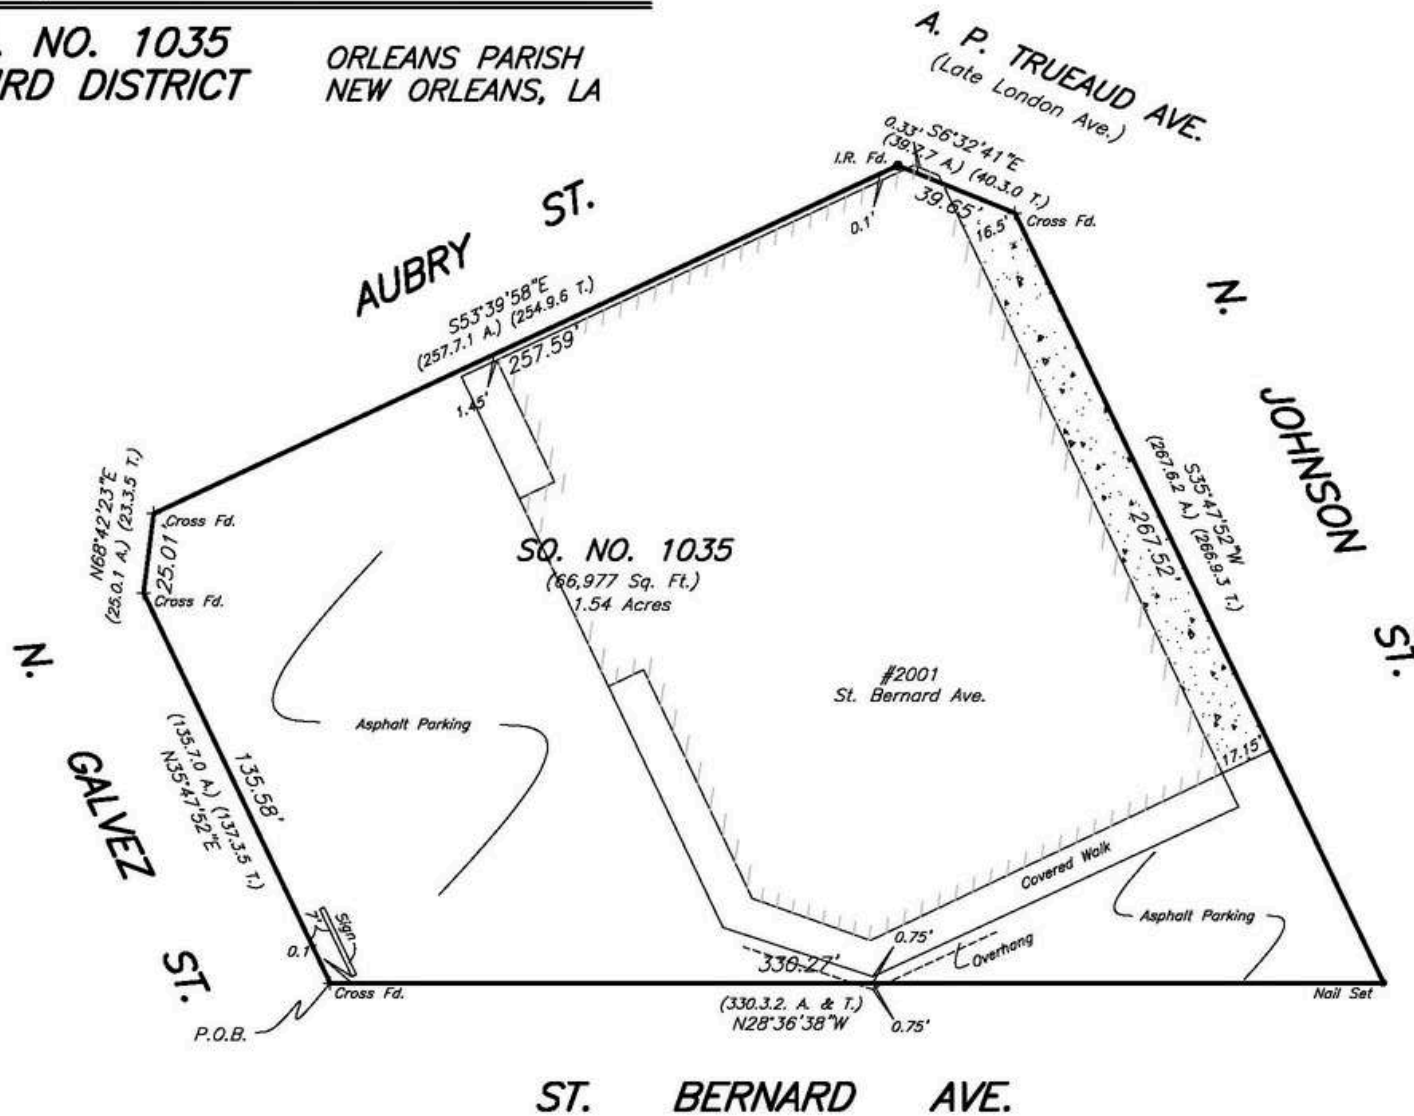 . NO. 1035
IRD DISTRICT
ORLEANS PARISH
NEW ORLEANS, LA
A. P. TRUEAUD AVE.
(Late London Ave.)
0.33'
S6°32'41"E
(39.7.7 A.) (40.3.0 T.)
39.65'
I.R. Fd.
0.1'
16.5'
Cross Fd.
AUBRY ST.
S53°39'58"E
(257.7.1 A.) (254.9.6 T.)
257.59'
1.45'
N. JOHNSON ST.
S35°47'52"W
(267.6.2 A.) (266.9.3 T.)
267.52'
N68°42'23"E
(25.0.1 A.) (23.3.5 T.)
25.01'
Cross Fd.
Cross Fd.
SQ. NO. 1035
(66,977 Sq. Ft.)
1.54 Acres
#2001
St. Bernard Ave.
N. GALVEZ ST.
Asphalt Parking
135.58'
(135.7.0 A.) (137.3.5 T.)
N35°47'52"E
17.15'
Covered Walk
Asphalt Parking
Overhang
0.75'
7'
Sign
0.1'
Cross Fd.
P.O.B.
330.27'
(330.3.2. A. & T.)
N28°36'38"W
0.75'
Nail Set
ST. BERNARD AVE.